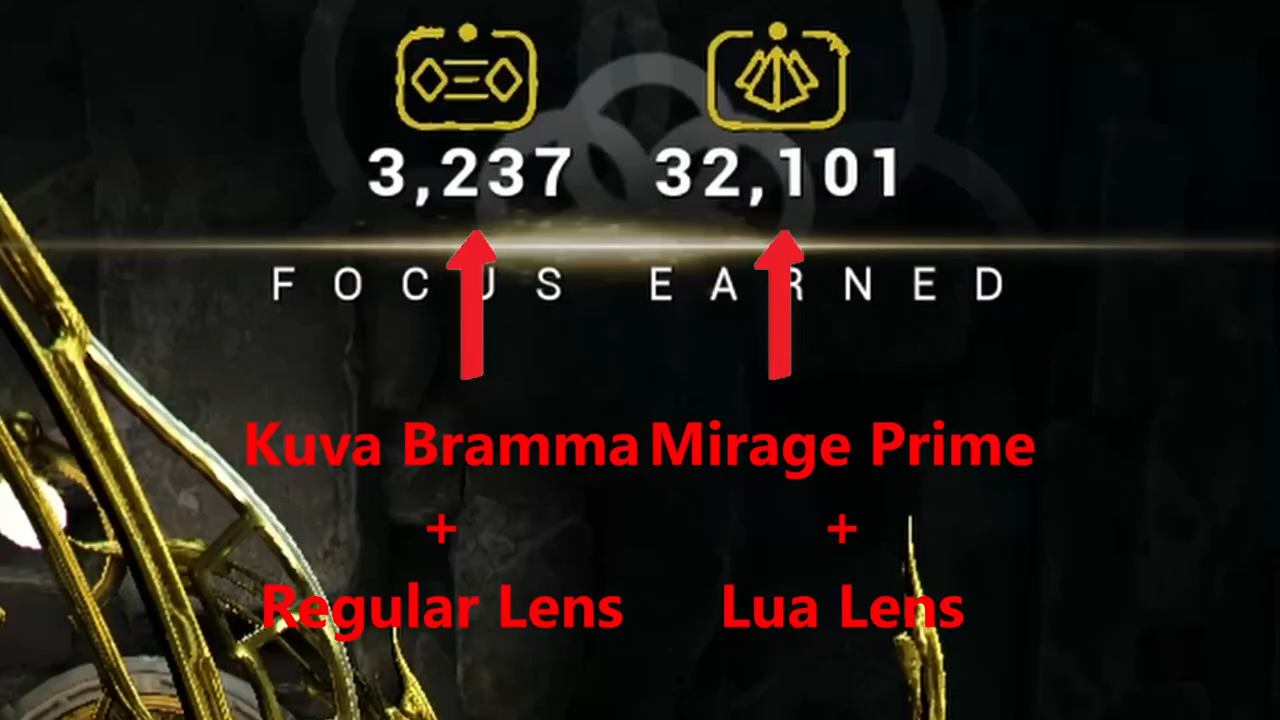 3,237 32,101
FOCUS EARNED
Kuva Bramma Mirage Prime
+ +
Regular Lens Lua Lens